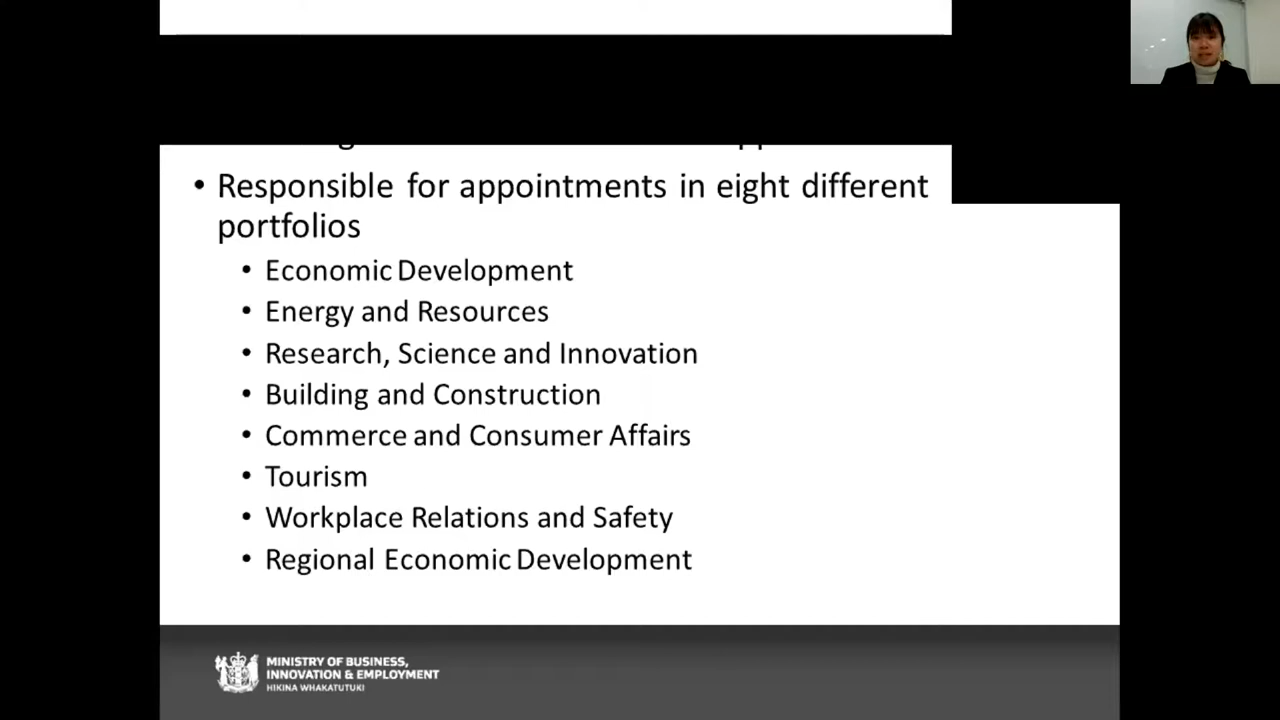 • Responsible for appointments in eight different
portfolios
• Economic Development
• Energy and Resources
• Research, Science and Innovation
• Building and Construction
• Commerce and Consumer Affairs
• Tourism
• Workplace Relations and Safety
• Regional Economic Development
MINISTRY OF BUSINESS,
INNOVATION & EMPLOYMENT
HIKINA WHAKATUTUKI